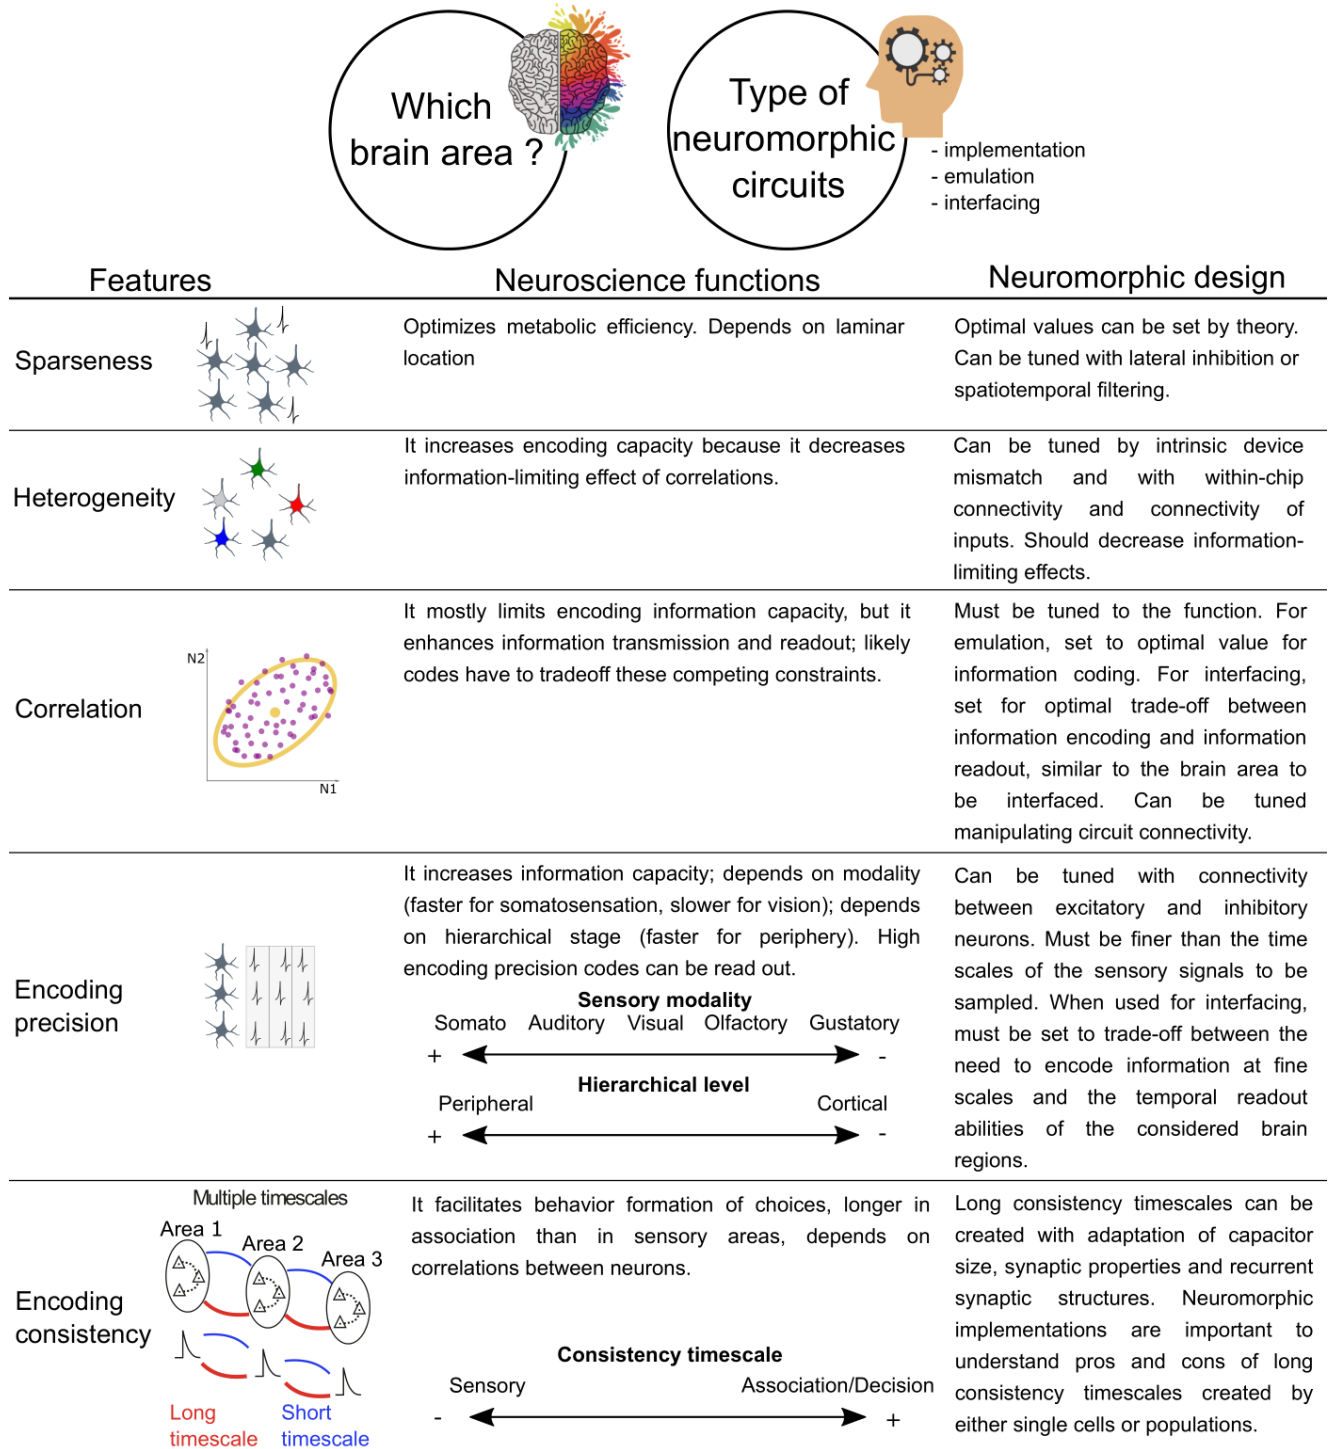 Which
brain area ?
Type of
neuromorphic
circuits
- implementation
- emulation
- interfacing
Features
Neuroscience functions
Neuromorphic design
Sparseness
Optimizes metabolic efficiency. Depends on laminar
location
Optimal values can be set by theory.
Can be tuned with lateral inhibition or
spatiotemporal filtering.
Heterogeneity
It increases encoding capacity because it decreases
information-limiting effect of correlations.
Can be tuned by intrinsic device
mismatch and with within-chip
connectivity and connectivity of
inputs. Should decrease information-
limiting effects.
Correlation
N2
N1
It mostly limits encoding information capacity, but it
enhances information transmission and readout; likely
codes have to tradeoff these competing constraints.
Must be tuned to the function. For
emulation, set to optimal value for
information coding. For interfacing,
set for optimal trade-off between
information encoding and information
readout, similar to the brain area to
be interfaced. Can be tuned
manipulating circuit connectivity.
Encoding
precision
It increases information capacity; depends on modality
(faster for somatosensation, slower for vision); depends
on hierarchical stage (faster for periphery). High
encoding precision codes can be read out.
Sensory modality
Somato Auditory Visual Olfactory Gustatory
+ -
Hierarchical level
Peripheral Cortical
+ -
Can be tuned with connectivity
between excitatory and inhibitory
neurons. Must be finer than the time
scales of the sensory signals to be
sampled. When used for interfacing,
must be set to trade-off between the
need to encode information at fine
scales and the temporal readout
abilities of the considered brain
regions.
Encoding
consistency
Multiple timescales
Area 1
Area 2
Area 3
Long
timescale
Short
timescale
It facilitates behavior formation of choices, longer in
association than in sensory areas, depends on
correlations between neurons.
Consistency timescale
Sensory Association/Decision
- +
Long consistency timescales can be
created with adaptation of capacitor
size, synaptic properties and recurrent
synaptic structures. Neuromorphic
implementations are important to
understand pros and cons of long
consistency timescales created by
either single cells or populations.